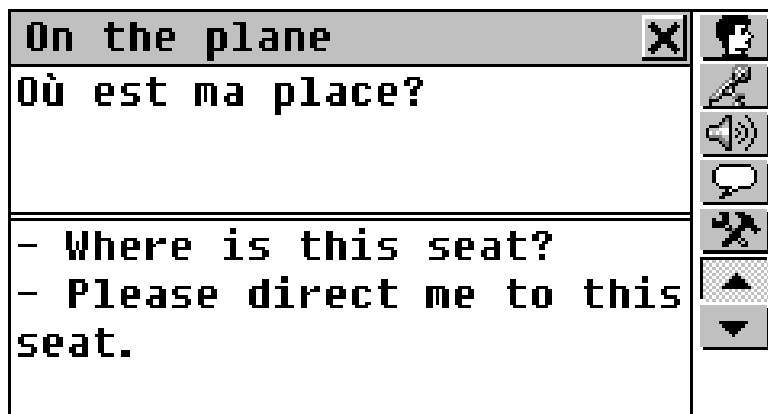 On the plane
Où est ma place?
- Where is this seat?
- Please direct me to this
seat.